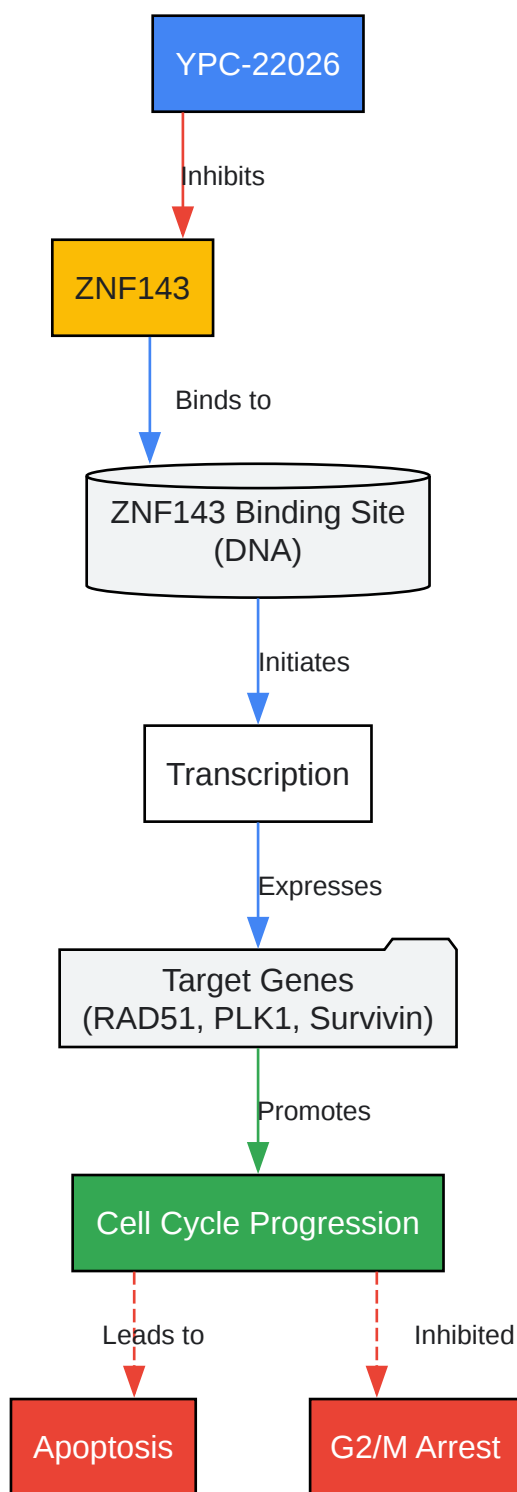 YPC-22026
Inhibits
ZNF143
Binds to
ZNF143 Binding Site
(DNA)
Initiates
Transcription
Expresses
Target Genes
(RAD51, PLK1, Survivin)
Promotes
Cell Cycle Progression
Leads to
Inhibited
Apoptosis
G2/M Arrest